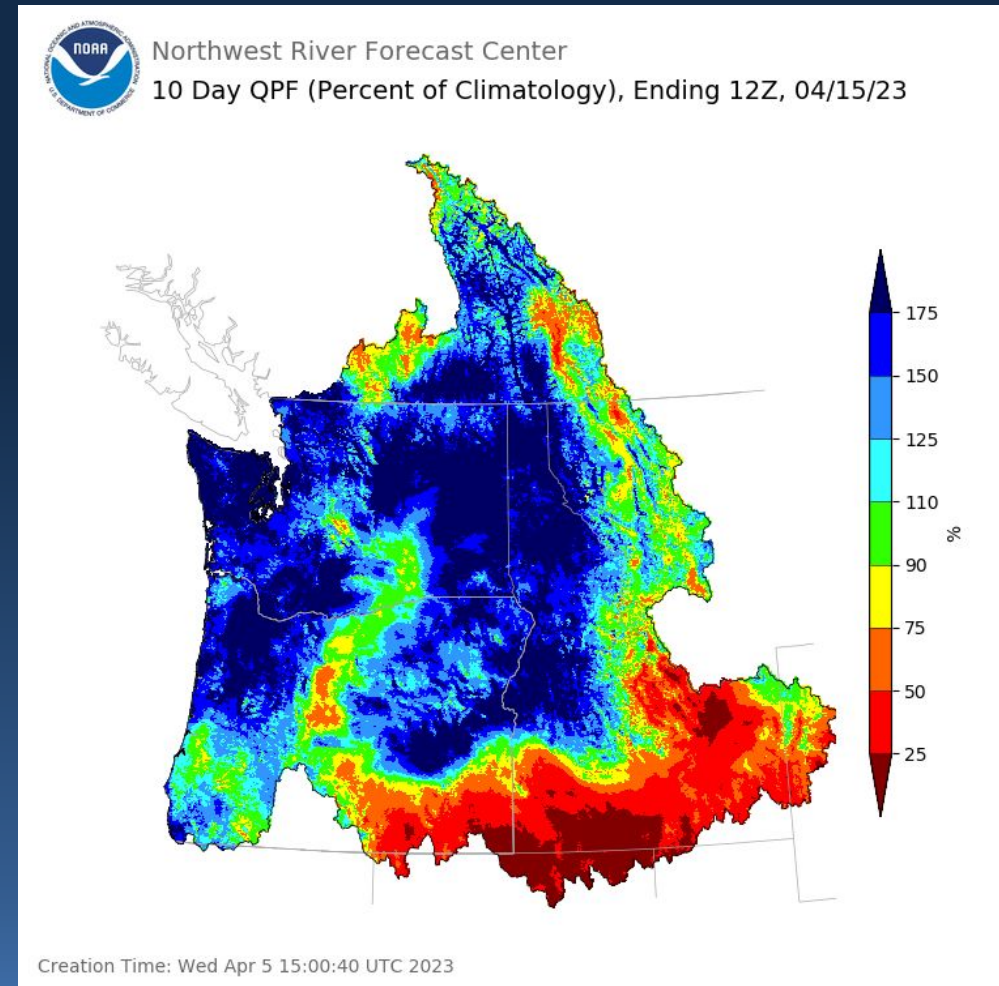 NATIONAL OCEANIC AND ATMOSPHERIC ADMINISTRATION
NOAA
U.S. DEPARTMENT OF COMMERCE
Northwest River Forecast Center
10 Day QPF (Percent of Climatology), Ending 12Z, 04/15/23
175
150
125
110
90
75
50
25
%
Creation Time: Wed Apr 5 15:00:40 UTC 2023